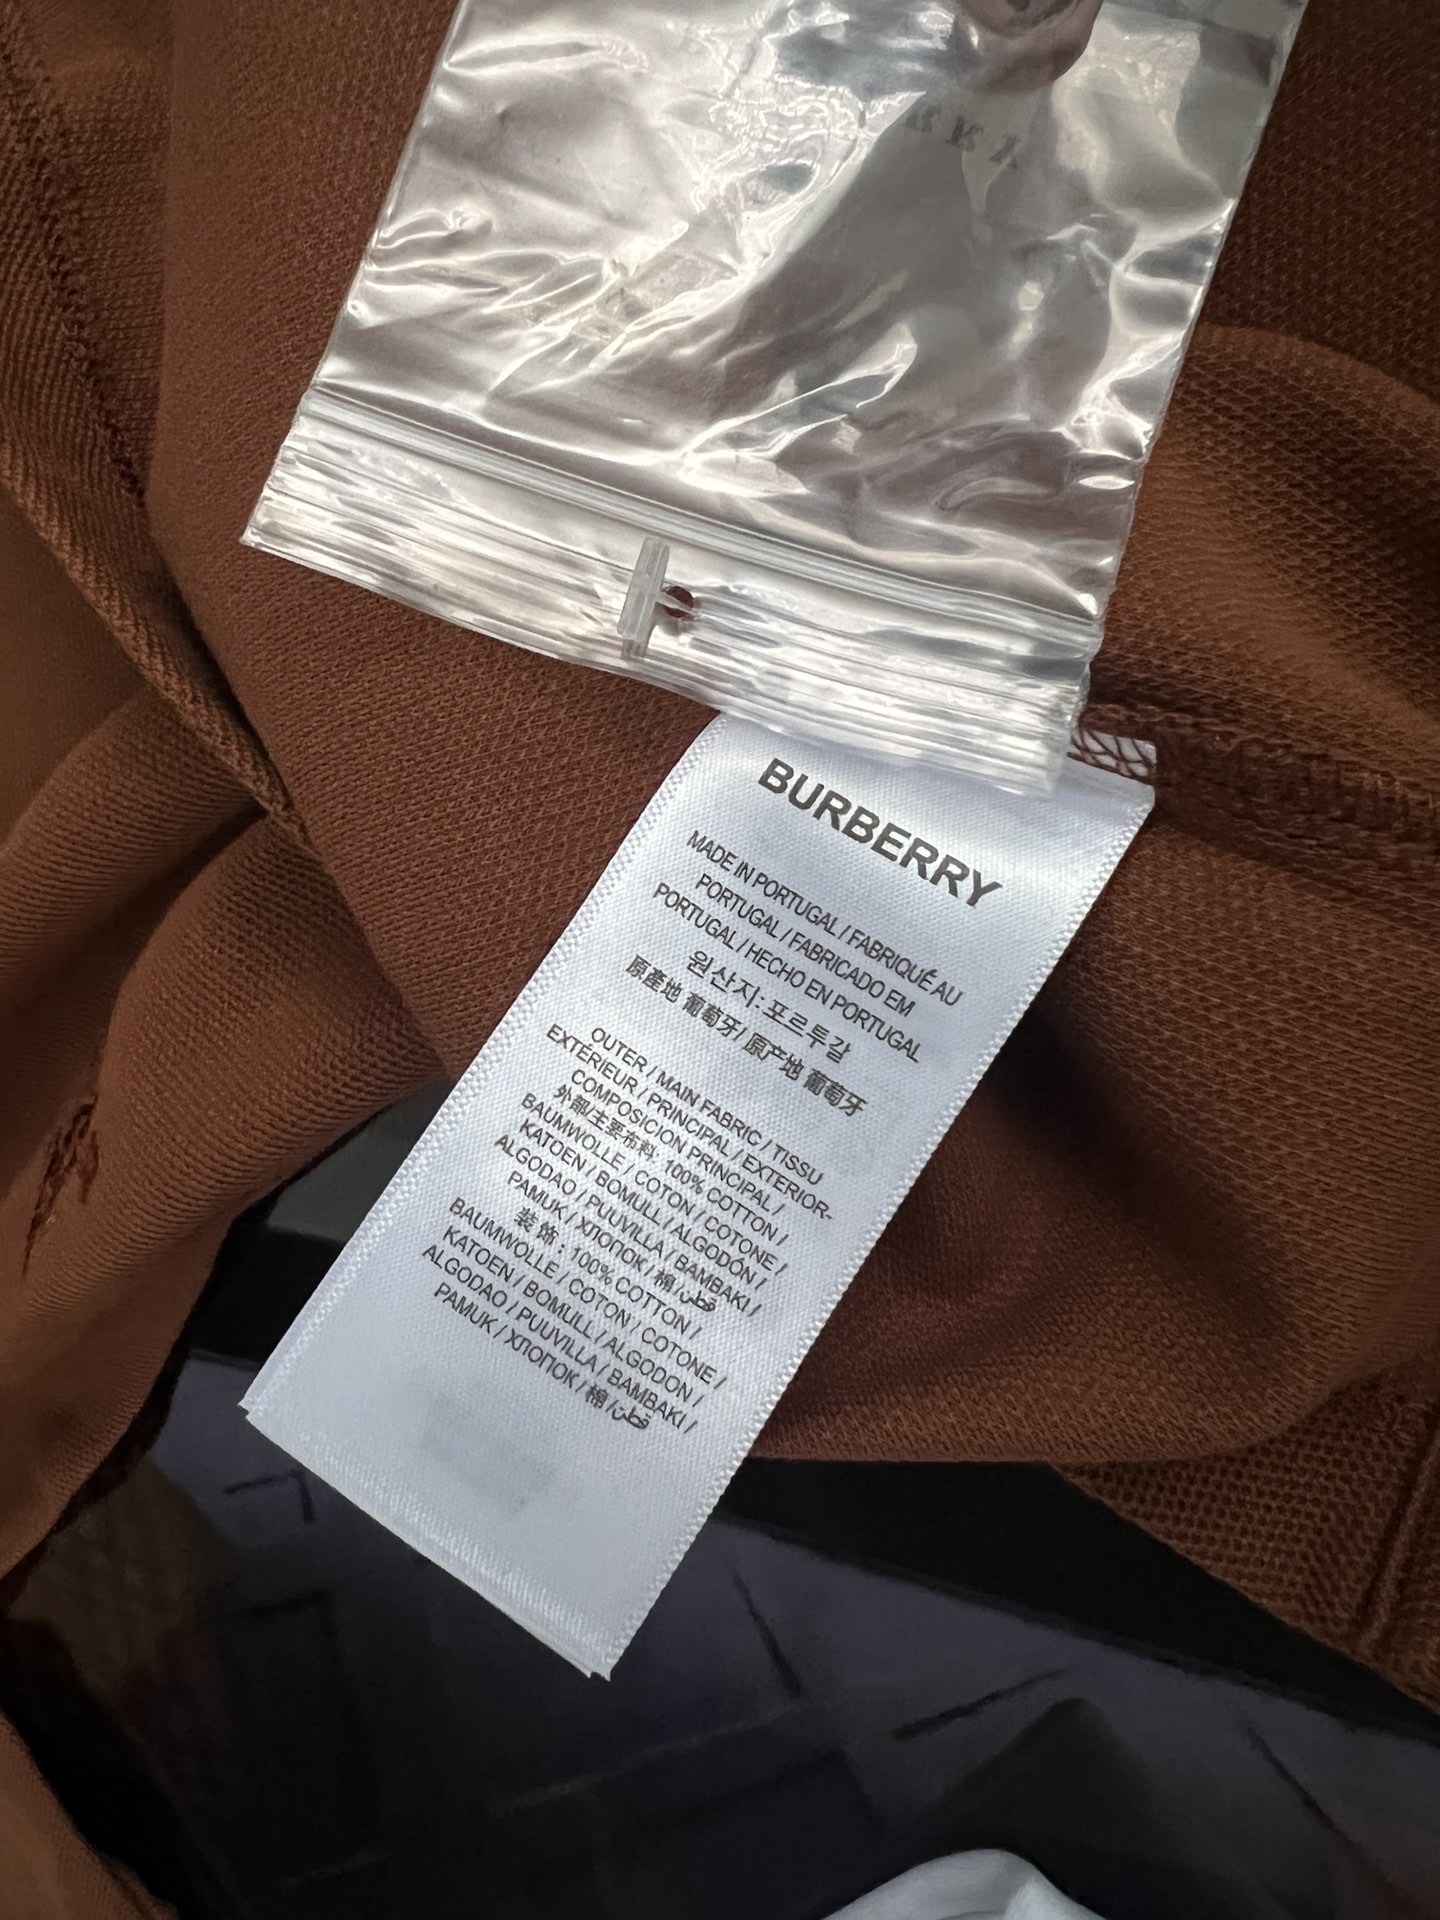 BURBERRY
MADE IN PORTUGAL / FABRIQUÉ AU
PORTUGAL / FABRICADO EM
PORTUGAL / HECHO EN PORTUGAL
원산지: 포르투갈
原產地 葡萄牙/ 原产地 葡萄牙
OUTER / MAIN FABRIC / TISSU
EXTÉRIEUR / PRINCIPAL / EXTERIOR-
COMPOSICION PRINCIPAL /
外部/主要布料: 100% COTTON /
BAUMWOLLE / COTON / COTONE /
KATOEN / BOMULL / ALGODÓN /
ALGODAO / PUUVILLA / BAMBAKI /
PAMUK / ХЛОПОК / 棉 / قطن
装 饰 : 100% COTTON /
BAUMWOLLE / COTON / COTONE /
KATOEN / BOMULL / ALGODON /
ALGODAO / PUUVILLA / BAMBAKI /
PAMUK / ХЛОПОК / 棉 / قطن